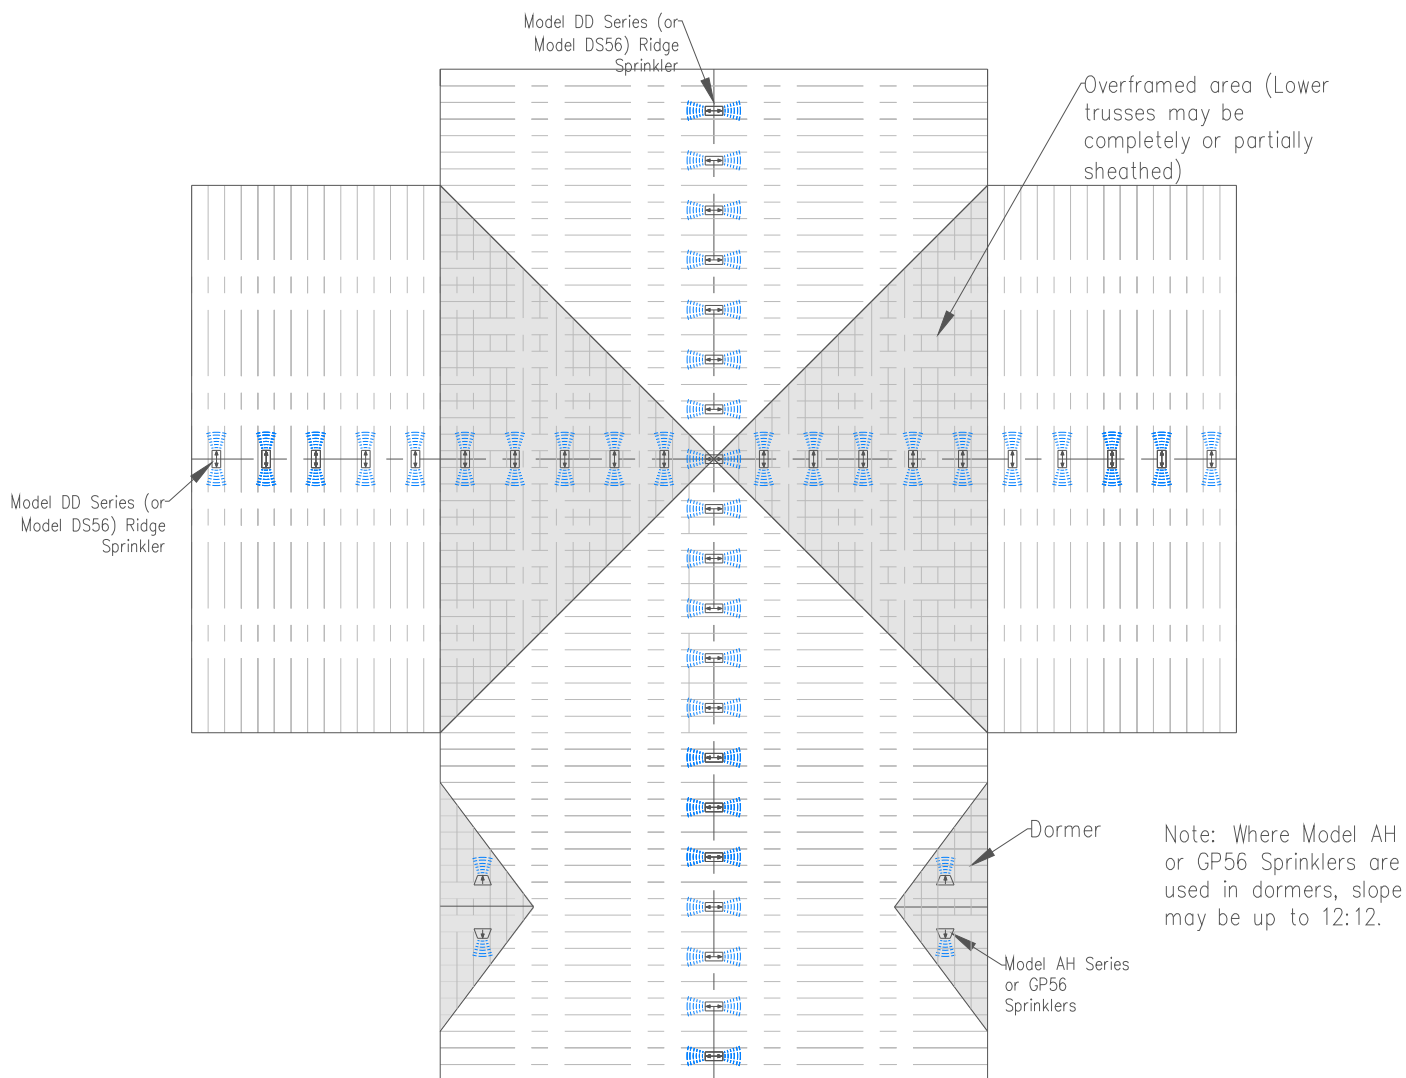 Model DD Series (or
Model DS56) Ridge
Sprinkler
Overframed area (Lower
trusses may be
completely or partially
sheathed)
Model DD Series (or
Model DS56) Ridge
Sprinkler
Dormer
Note: Where Model AH
or GP56 Sprinklers are
used in dormers, slope
may be up to 12:12.
Model AH Series
or GP56
Sprinklers